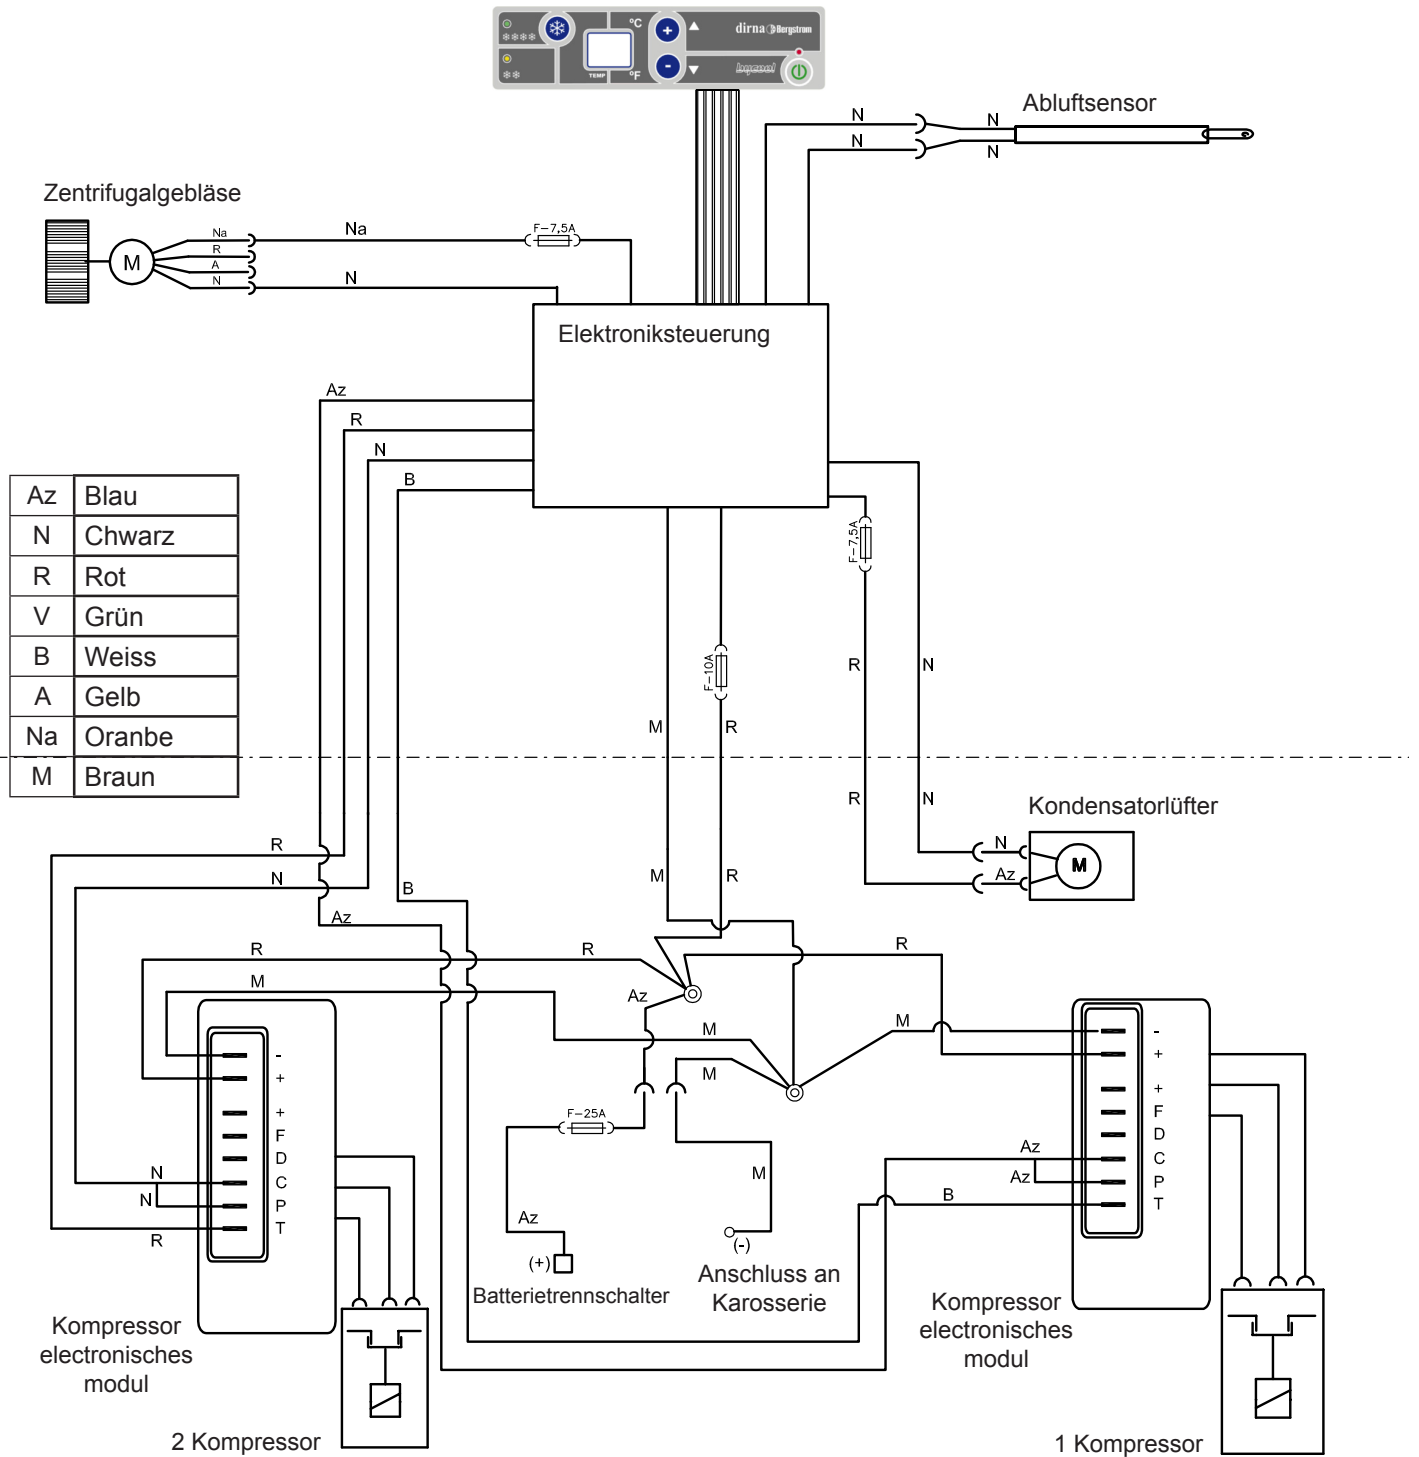 °C
dirna Bergstrom
TEMP
°F
bycool
+
-
Abluftsensor
N
N
N
N
Zentrifugalgebläse
M
Na
R
A
N
Na
N
F-7,5A
Elektroniksteuerung
Az
R
N
B
Az Blau
N Chwarz
R Rot
V Grün
B Weiss
A Gelb
Na Oranbe
M Braun
F-7,5A
F-10A
R
N
M
R
R
N
Kondensatorlüfter
N
Az
M
R
N
B
Az
M
R
R
R
R
M
Az
M
M
M
-
+
+
F
D
C
P
T
N
N
R
F-25A
Az
(+)
Batterietrennschalter
M
(-)
Anschluss an
Karosserie
-
+
+
F
D
C
P
T
Az
Az
B
Kompressor
electronisches
modul
2 Kompressor
Kompressor
electronisches
modul
1 Kompressor